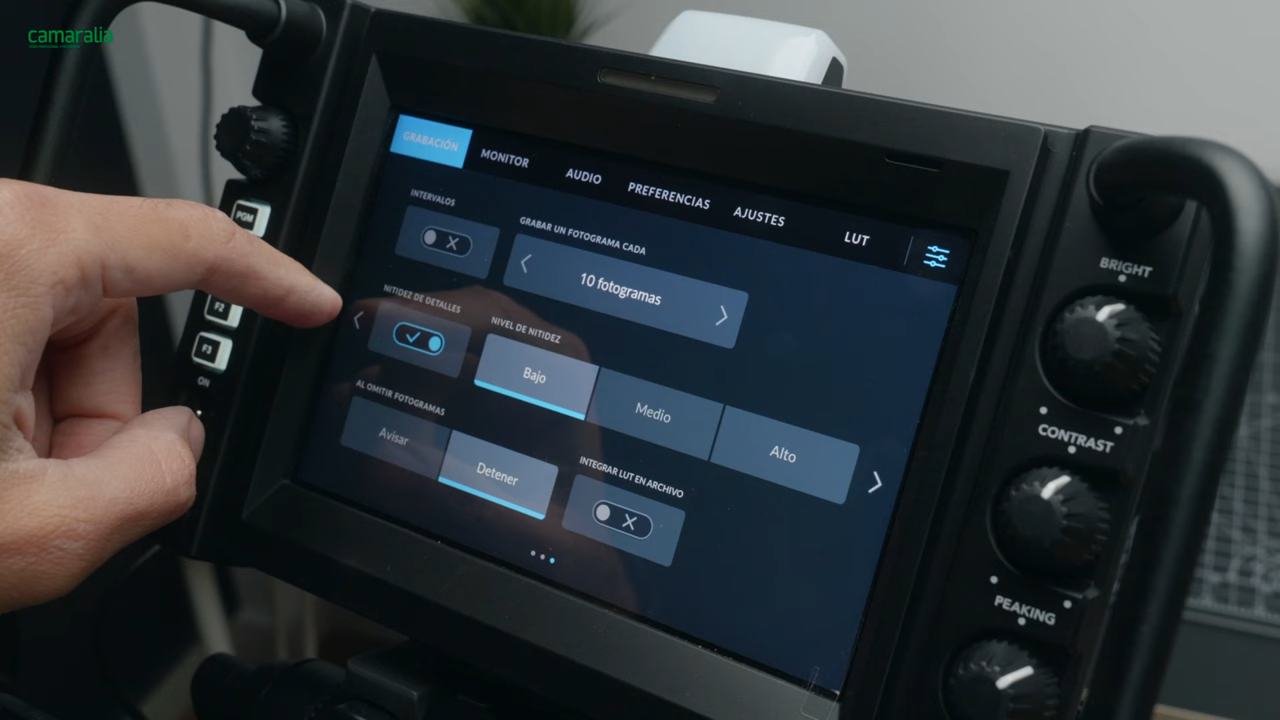 camaralia
GRABACIÓN
MONITOR
AUDIO
PREFERENCIAS
AJUSTES
LUT
INTERVALOS
GRABAR UN FOTOGRAMA CADA
10 fotogramas
NITIDEZ DE DETALLES
NIVEL DE NITIDEZ
Bajo
Medio
Alto
AL OMITIR FOTOGRAMAS
Avisar
Detener
INTEGRAR LUT EN ARCHIVO
PGM
F2
F3
ON
BRIGHT
CONTRAST
PEAKING